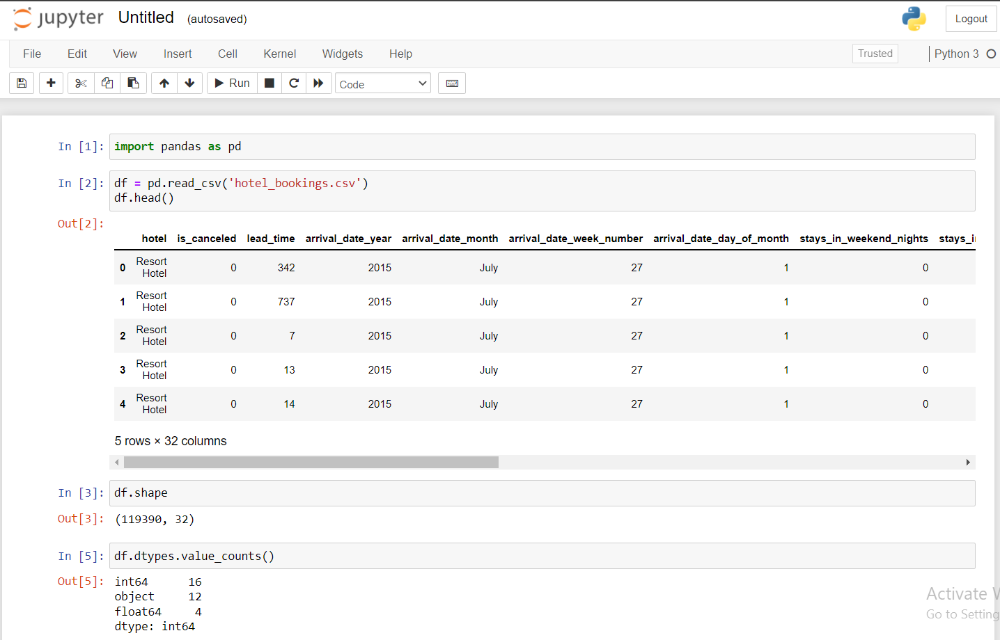 jupyter Untitled (autosaved) Logout
File Edit View Insert Cell Kernel Widgets Help Trusted Python 3
Run Code
In [1]: import pandas as pd
In [2]: df = pd.read_csv('hotel_bookings.csv')
df.head()
Out[2]:
hotel is_canceled lead_time arrival_date_year arrival_date_month arrival_date_week_number arrival_date_day_of_month stays_in_weekend_nights
0 Resort Hotel 0 342 2015 July 27 1 0
1 Resort Hotel 0 737 2015 July 27 1 0
2 Resort Hotel 0 7 2015 July 27 1 0
3 Resort Hotel 0 13 2015 July 27 1 0
4 Resort Hotel 0 14 2015 July 27 1 0
5 rows × 32 columns
In [3]: df.shape
Out[3]: (119390, 32)
In [5]: df.dtypes.value_counts()
Out[5]: int64 16
object 12
float64 4
dtype: int64
Activate
Go to Setting